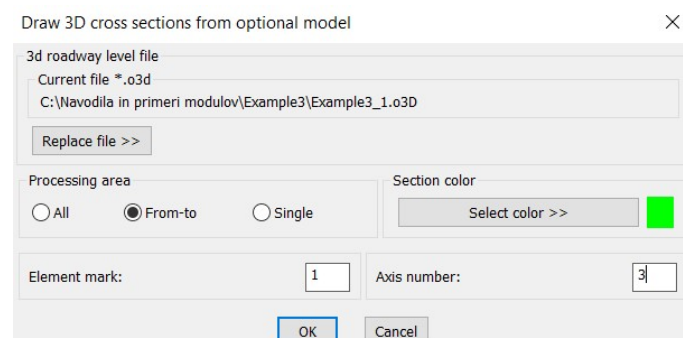 Draw 3D cross sections from optional model
3d roadway level file
Current file *.o3d
C:\Navodila in primeri modulov\Example3\Example3_1.o3D
Replace file >>
Processing area
Section color
All From-to Single
Select color >>
Element mark: 1
Axis number: 3
OK Cancel